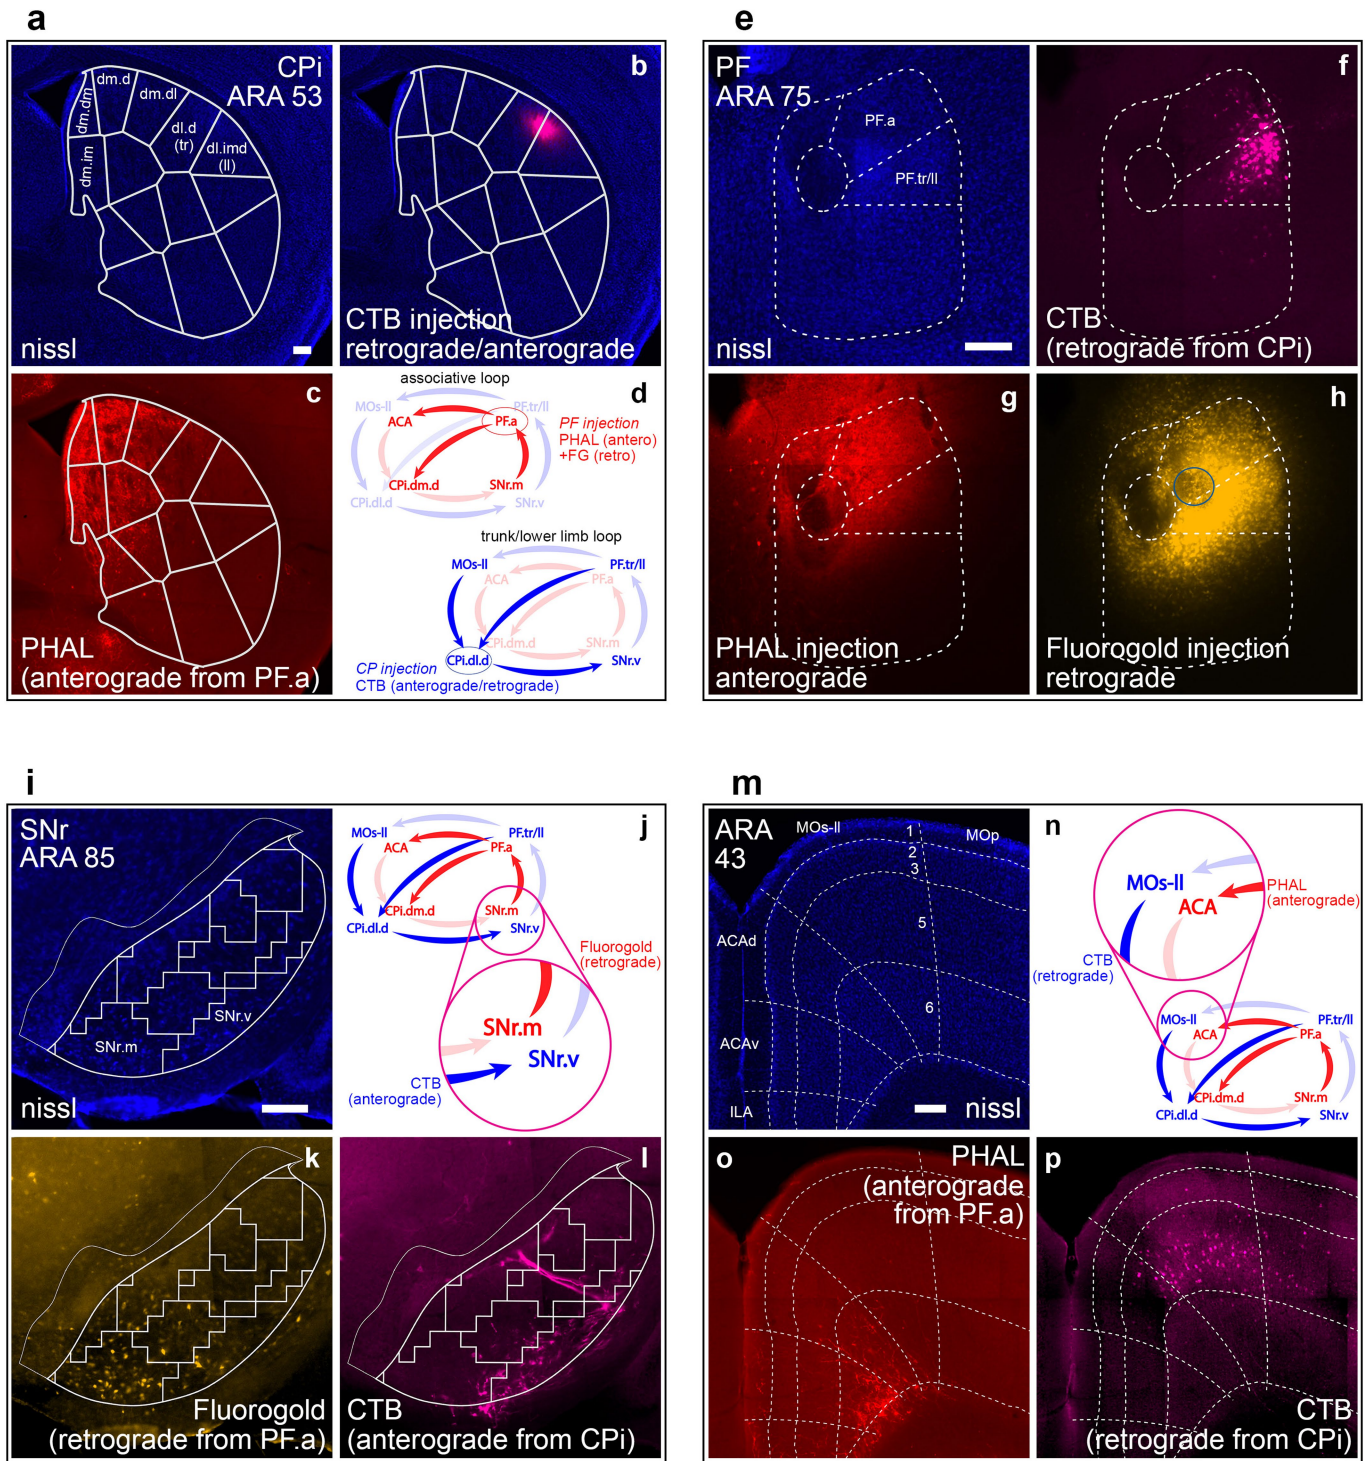 a
CPi
ARA 53
dm.dm
dm.d
dm.dl
dl.d
(tr)
dl.imd
(ll)
dm.im
nissl
b
CTB injection
retrograde/anterograde
c
PHAL
(anterograde from PF.a)
d
associative loop
MOs-ll
ACA
PF.tr/ll
PF.a
PF injection
PHAL (antero)
+FG (retro)
CPi.dm.d
SNr.m
CPi.dl.d
SNr.v
trunk/lower limb loop
MOs-ll
ACA
PF.tr/ll
PF.a
CPi.dm.d
SNr.m
CPi.dl.d
SNr.v
CP injection
CTB (anterograde/retrograde)
e
PF
ARA 75
PF.a
PF.tr/ll
nissl
f
CTB
(retrograde from CPi)
g
PHAL injection
anterograde
h
Fluorogold injection
retrograde
i
SNr
ARA 85
SNr.v
SNr.m
nissl
j
MOs-ll
PF.tr/ll
ACA
PF.a
CPi.dm.d
SNr.m
CPi.dl.d
SNr.v
Fluorogold
(retrograde)
SNr.m
SNr.v
CTB
(anterograde)
k
Fluorogold
(retrograde from PF.a)
l
CTB
(anterograde from CPi)
m
ARA
43
MOs-ll
MOp
1
2
3
5
6
ACAd
ACAv
ILA
nissl
n
MOs-ll
ACA
PHAL
(anterograde)
CTB
(retrograde)
MOs-ll
PF.tr/ll
ACA
PF.a
CPi.dm.d
SNr.m
CPi.dl.d
SNr.v
o
PHAL
(anterograde
from PF.a)
p
CTB
(retrograde from CPi)